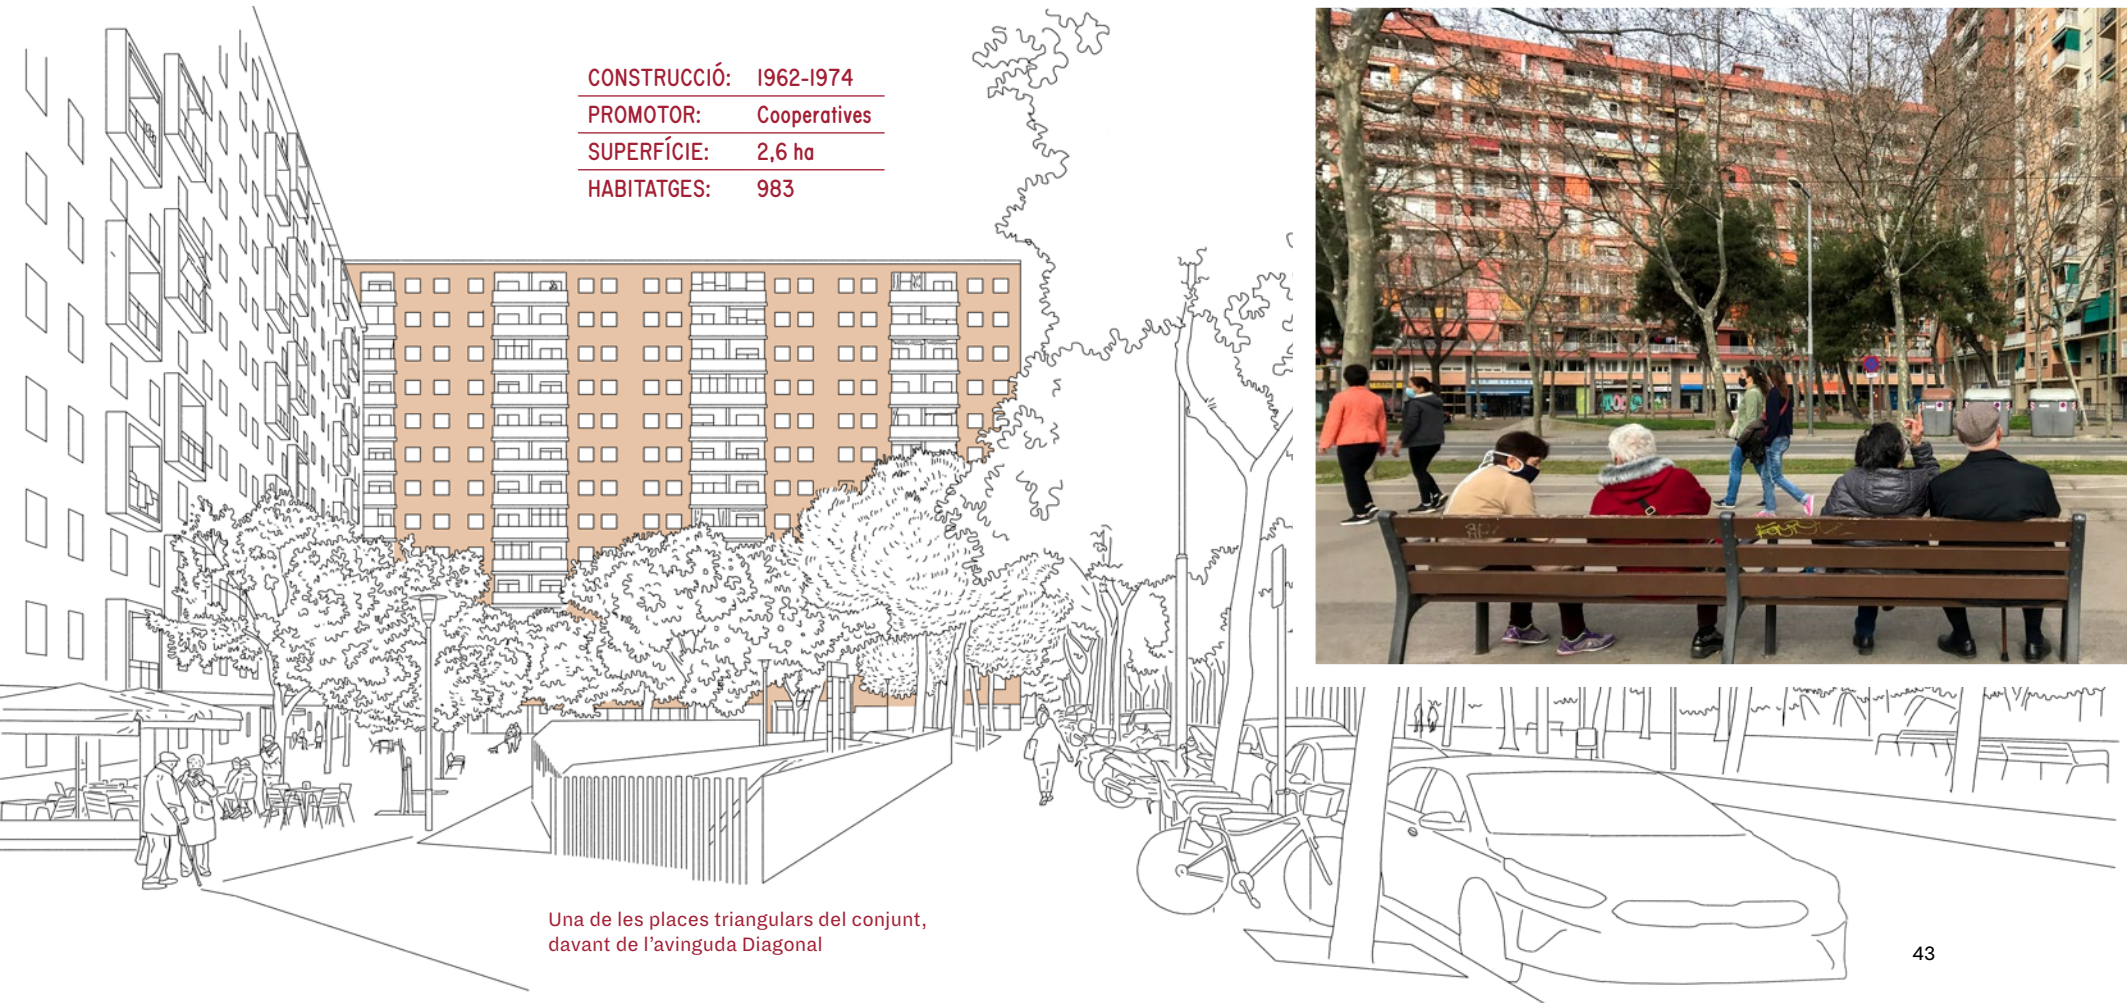 CONSTRUCCIÓ: 1962-1974
PROMOTOR: Cooperatives
SUPERFÍCIE: 2,6 ha
HABITATGES: 983
Una de les places triangulars del conjunt,
davant de l'avinguda Diagonal
43